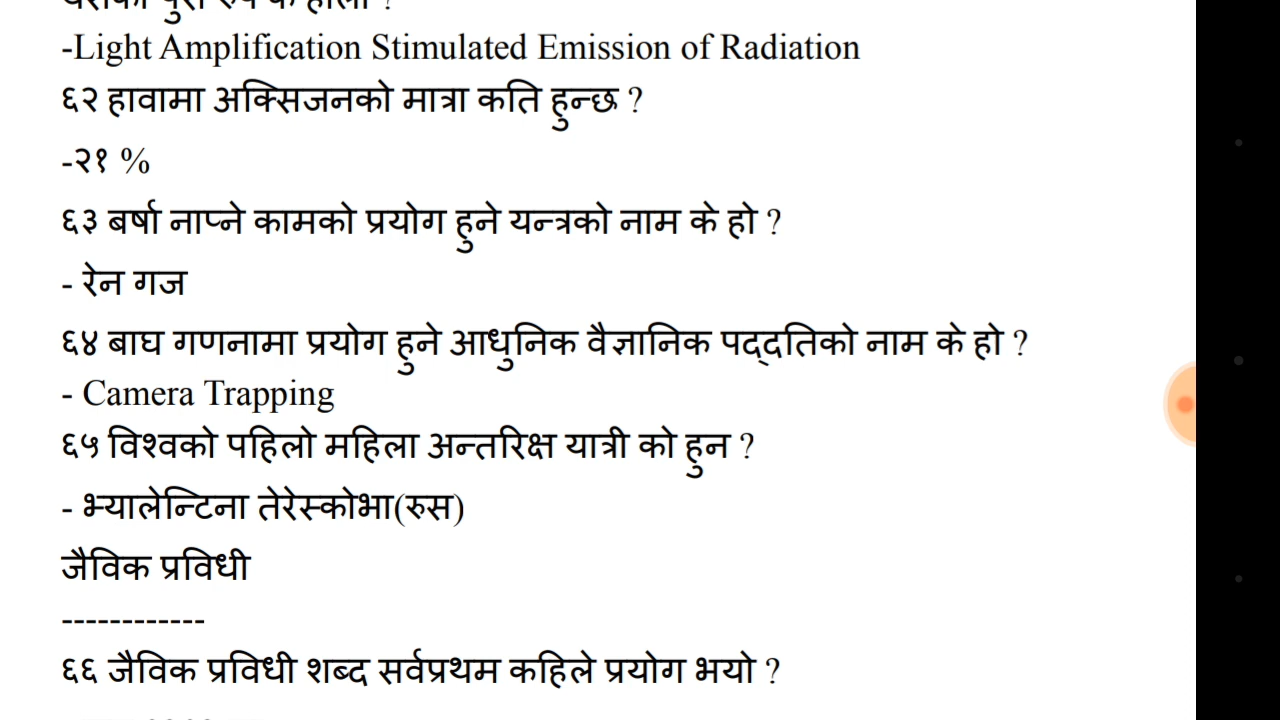 पुरा रुप के होला ?
-Light Amplification Stimulated Emission of Radiation
६२ हावामा अक्सिजनको मात्रा कति हुन्छ ?
-२१ %
६३ बर्षा नाप्ने कामको प्रयोग हुने यन्त्रको नाम के हो ?
- रेन गज
६४ बाघ गणनामा प्रयोग हुने आधुनिक वैज्ञानिक पद्दतिको नाम के हो ?
- Camera Trapping
६५ विश्वको पहिलो महिला अन्तरिक्ष यात्री को हुन ?
- भ्यालेन्टिना तेरेस्कोभा(रुस)
जैविक प्रविधी
------------
६६ जैविक प्रविधी शब्द सर्वप्रथम कहिले प्रयोग भयो ?